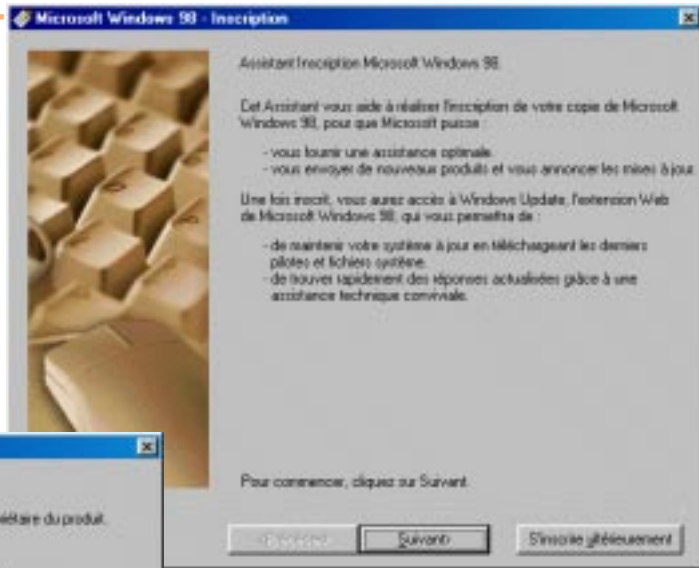 Microsoft Windows 98 - Inscription
Assistant Inscription Microsoft Windows 98.
Cet Assistant vous aide à réaliser l'inscription de votre copie de Microsoft
Windows 98, pour que Microsoft puisse :
- vous fournir une assistance optimale.
- vous envoyer de nouveaux produits et vous annoncer les mises à jour.
Une fois inscrit, vous aurez accès à Windows Update, l'extension Web
de Microsoft Windows 98, qui vous permettra de :
- de maintenir votre système à jour en téléchargeant les derniers
pilotes et fichiers système.
- de trouver rapidement des réponses actualisées grâce à une
assistance technique conviviale.
Pour commencer, cliquez sur Suivant.
<Précédent
Suivant>
S'inscrire ultérieurement
du produit.